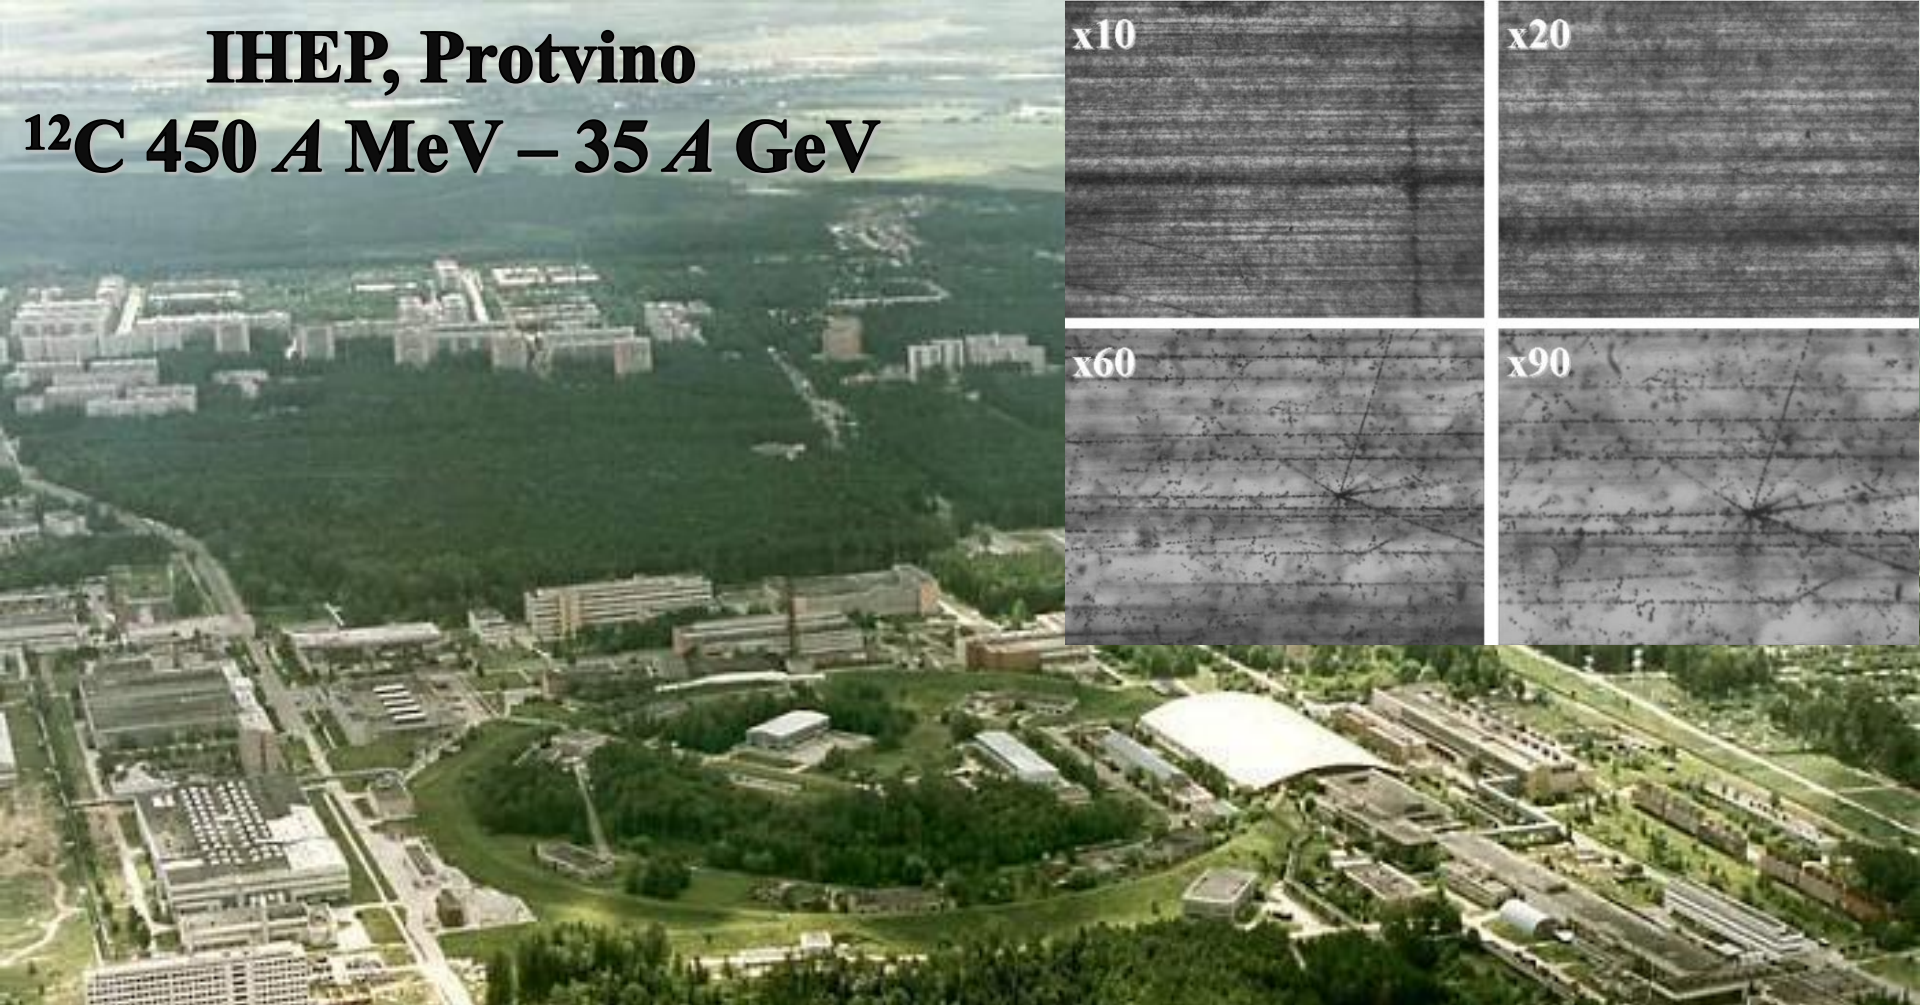 IHEP, Protvino
¹²C 450 A MeV – 35 A GeV
x10
x20
x60
x90